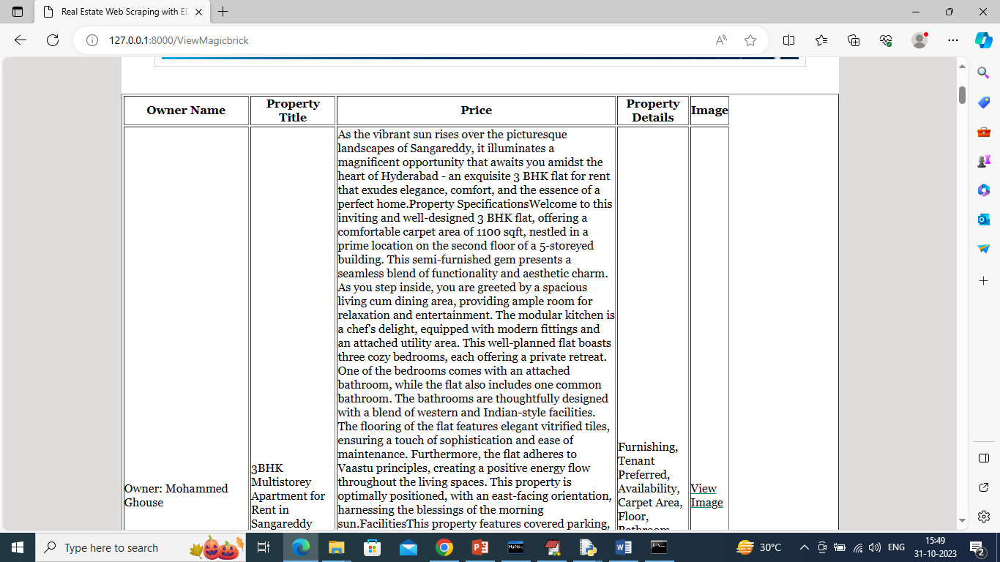 Real Estate Web Scraping with ED
127.0.0.1:8000/ViewMagicbrick
Owner Name
Property
Title
Price
Property
Details
Image
Owner: Mohammed
Ghouse
3BHK
Multistorey
Apartment for
Rent in
Sangareddy
As the vibrant sun rises over the picturesque
landscapes of Sangareddy, it illuminates a
magnificent opportunity that awaits you amidst the
heart of Hyderabad - an exquisite 3 BHK flat for rent
that exudes elegance, comfort, and the essence of a
perfect home.Property SpecificationsWelcome to this
inviting and well-designed 3 BHK flat, offering a
comfortable carpet area of 1100 sqft, nestled in a
prime location on the second floor of a 5-storeyed
building. This semi-furnished gem presents a
seamless blend of functionality and aesthetic charm.
As you step inside, you are greeted by a spacious
living cum dining area, providing ample room for
relaxation and entertainment. The modular kitchen is
a chef's delight, equipped with modern fittings and
an attached utility area. This well-planned flat boasts
three cozy bedrooms, each offering a private retreat.
One of the bedrooms comes with an attached
bathroom, while the flat also includes one common
bathroom. The bathrooms are thoughtfully designed
with a blend of western and Indian-style facilities.
The flooring of the flat features elegant vitrified tiles,
ensuring a touch of sophistication and ease of
maintenance. Furthermore, the flat adheres to
Vaastu principles, creating a positive energy flow
throughout the living spaces. This property is
optimally positioned, with an east-facing orientation,
harnessing the blessings of the morning
sun.FacilitiesThis property features covered parking,
Furnishing,
Tenant
Preferred,
Availability,
Carpet Area,
Floor,
Bathroom
View
Image
Type here to search
30°C
ENG
15:49
31-10-2023
2